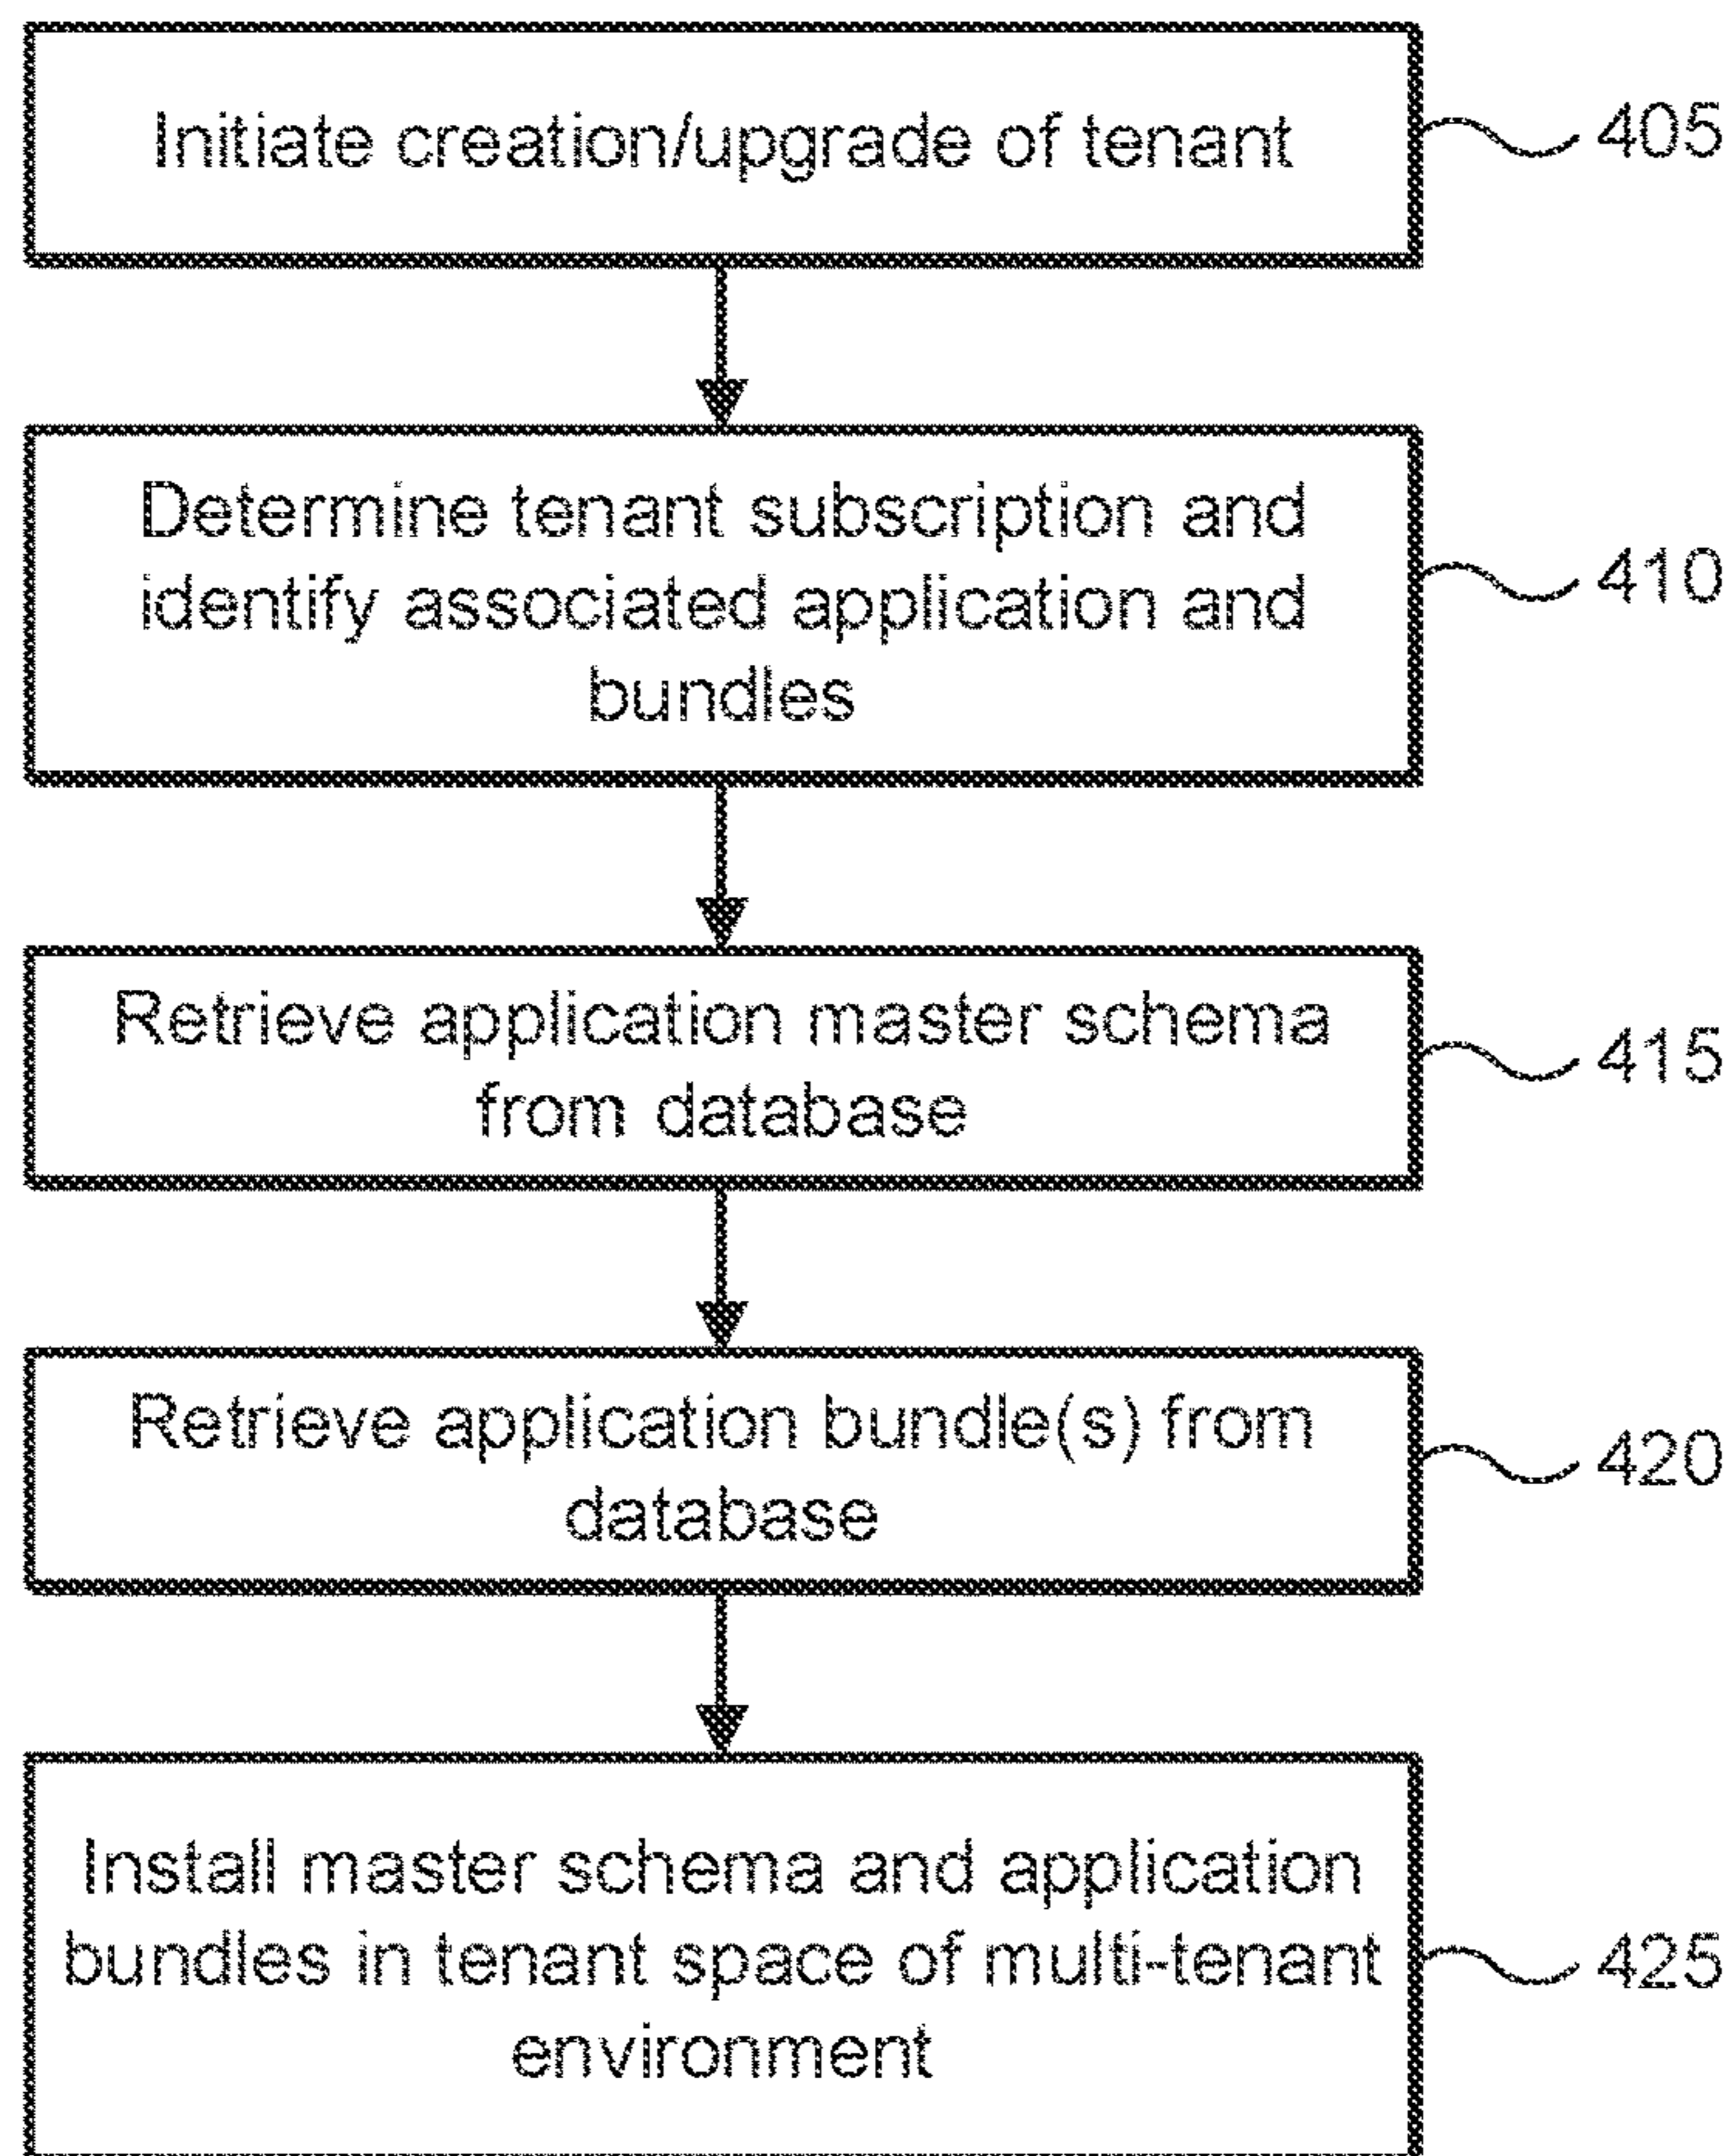 Initiate creation/upgrade of tenant
405
Determine tenant subscription and
identify associated application and
bundles
410
Retrieve application master schema
from database
415
Retrieve application bundle(s) from
database
420
Install master schema and application
bundles in tenant space of multi-tenant
environment
425